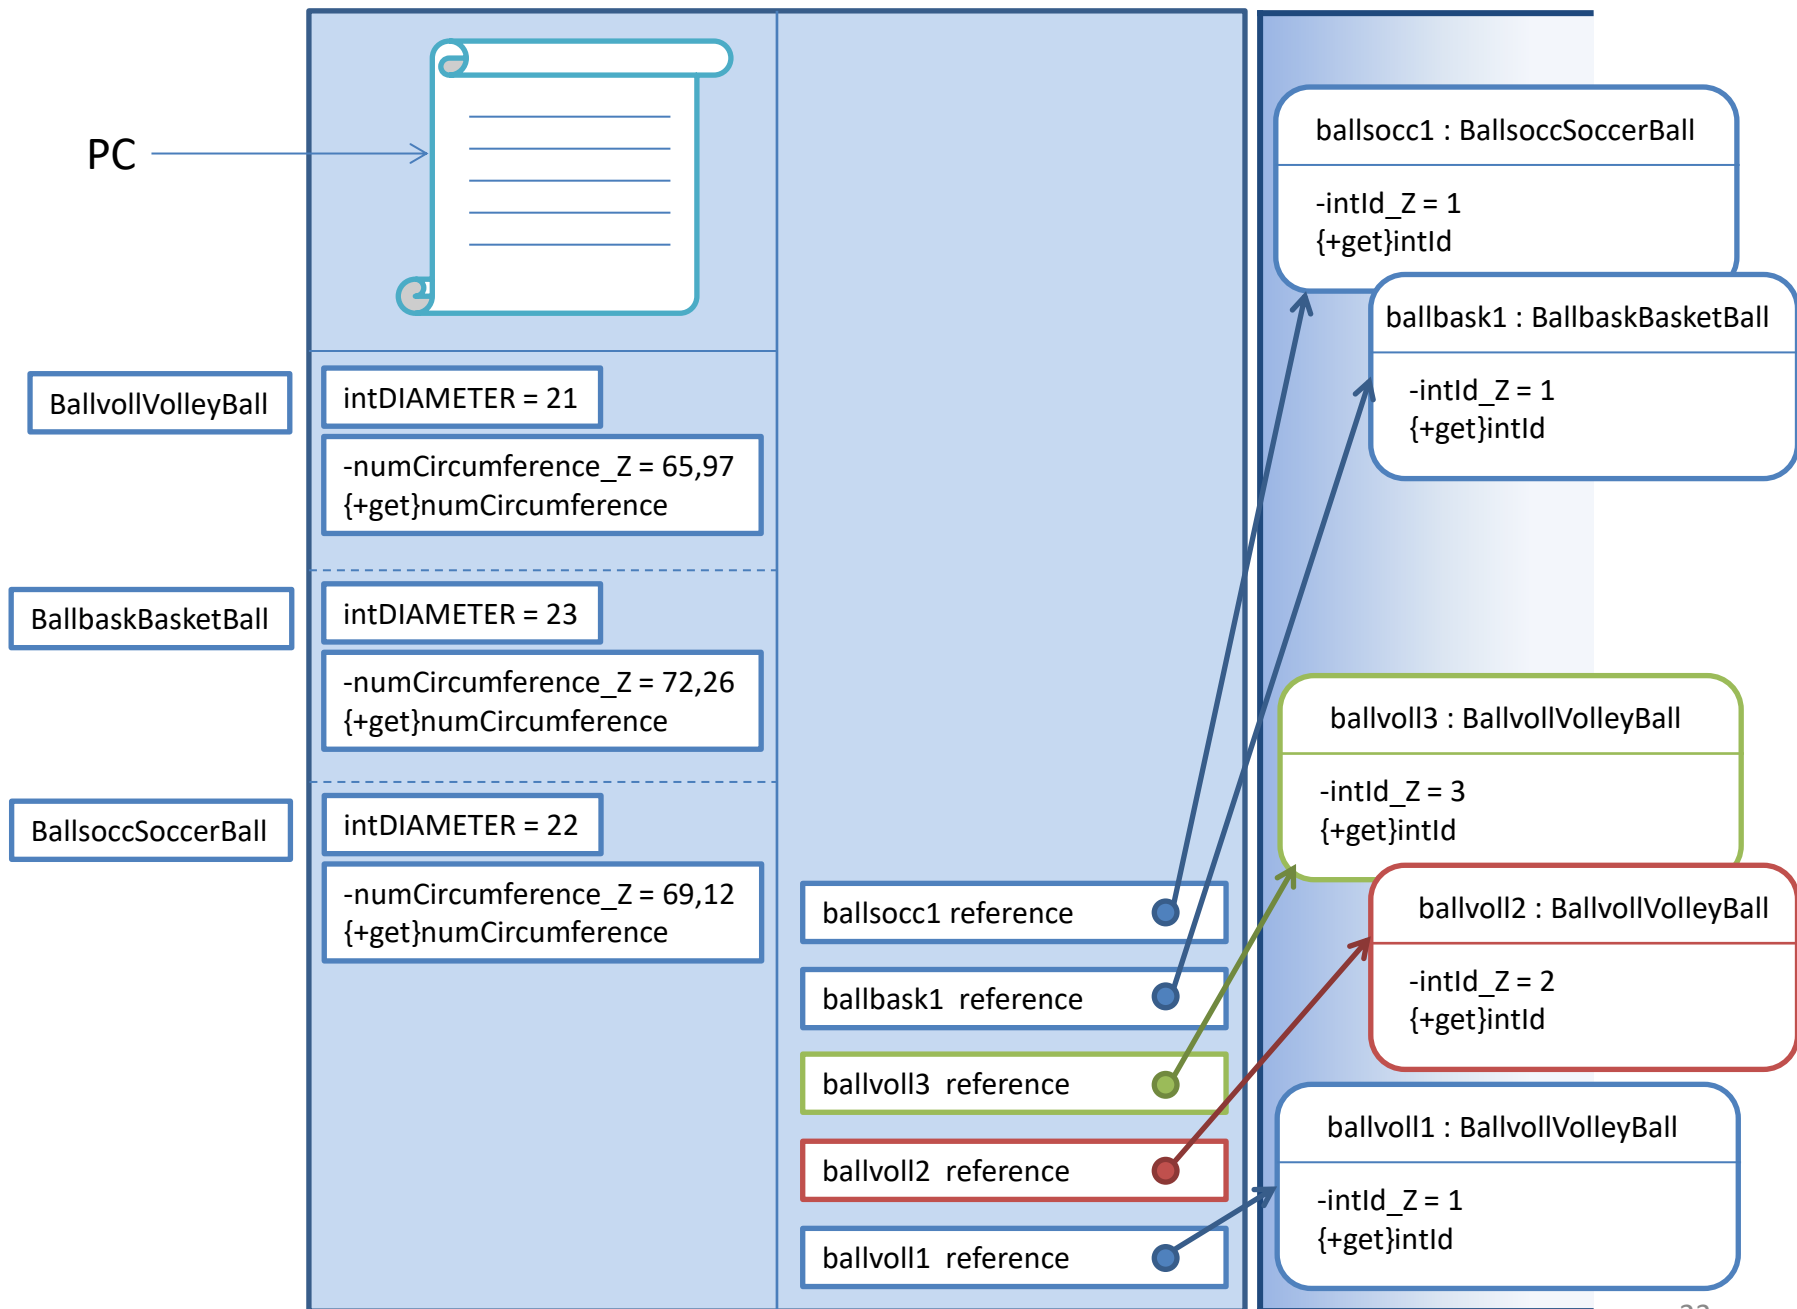 PC
BallvollVolleyBall
intDIAMETER = 21
-numCircumference_Z = 65,97
{+get}numCircumference
BallbaskBasketBall
intDIAMETER = 23
-numCircumference_Z = 72,26
{+get}numCircumference
BallsoccSoccerBall
intDIAMETER = 22
-numCircumference_Z = 69,12
{+get}numCircumference
ballsocc1 reference
ballbask1  reference
ballvoll3  reference
ballvoll2  reference
ballvoll1  reference
ballsocc1 : BallsoccSoccerBall
-intId_Z = 1
{+get}intId
ballbask1 : BallbaskBasketBall
-intId_Z = 1
{+get}intId
ballvoll3 : BallvollVolleyBall
-intId_Z = 3
{+get}intId
ballvoll2 : BallvollVolleyBall
-intId_Z = 2
{+get}intId
ballvoll1 : BallvollVolleyBall
-intId_Z = 1
{+get}intId